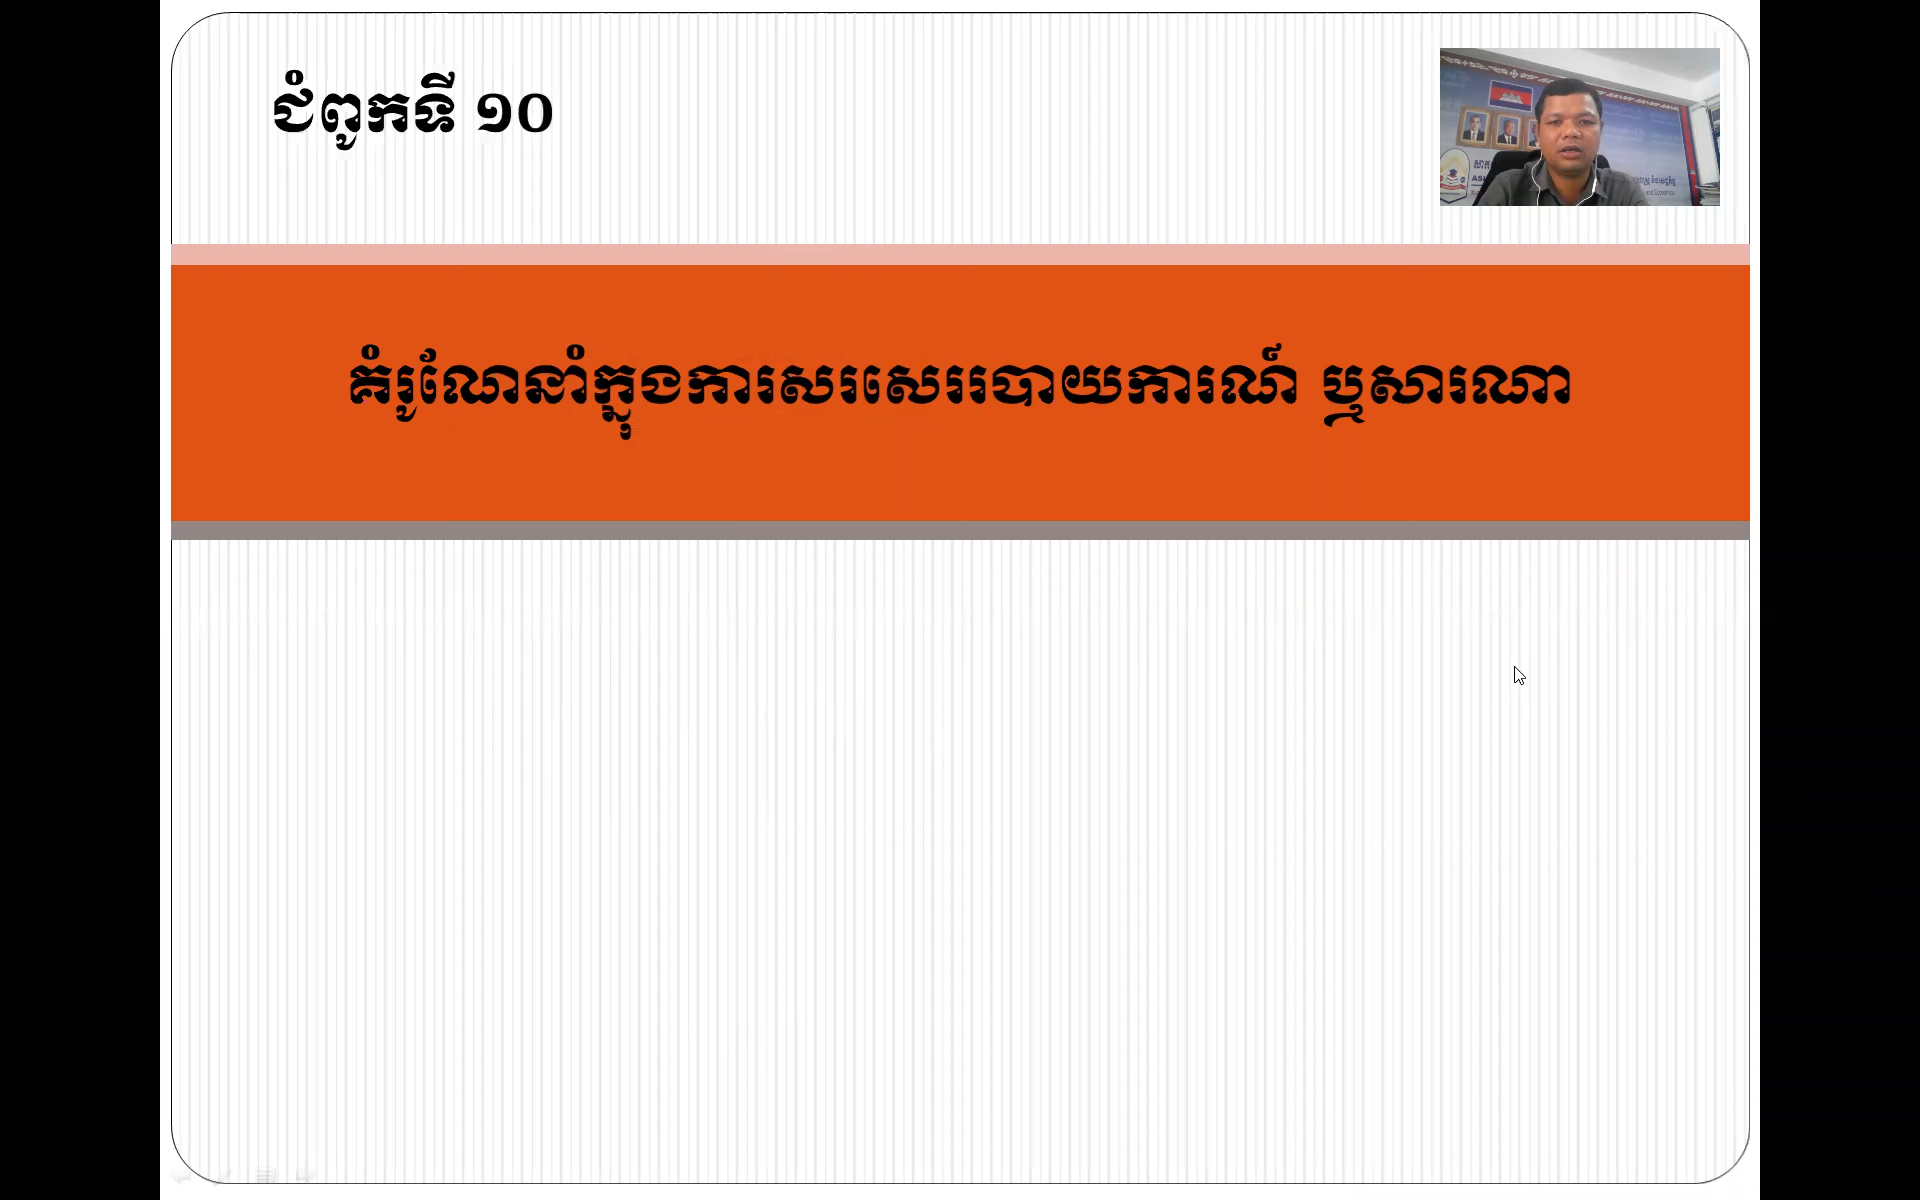 ជំពូកទី ១០
គំរូណែនាំក្នុងការសរសេររបាយការណ៍ ឬសារណា